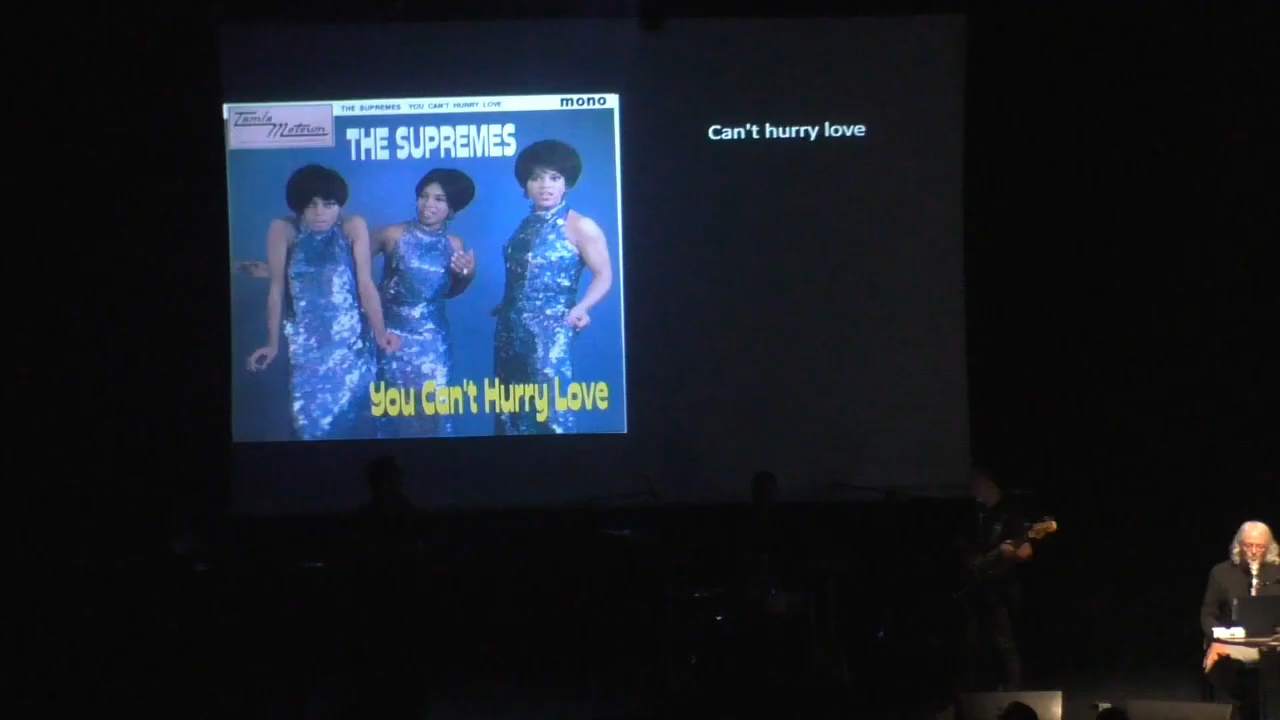 Tamla
Motown
THE SUPREMES YOU CAN'T HURRY LOVE
mono
THE SUPREMES
You Can't Hurry Love
Can't hurry love